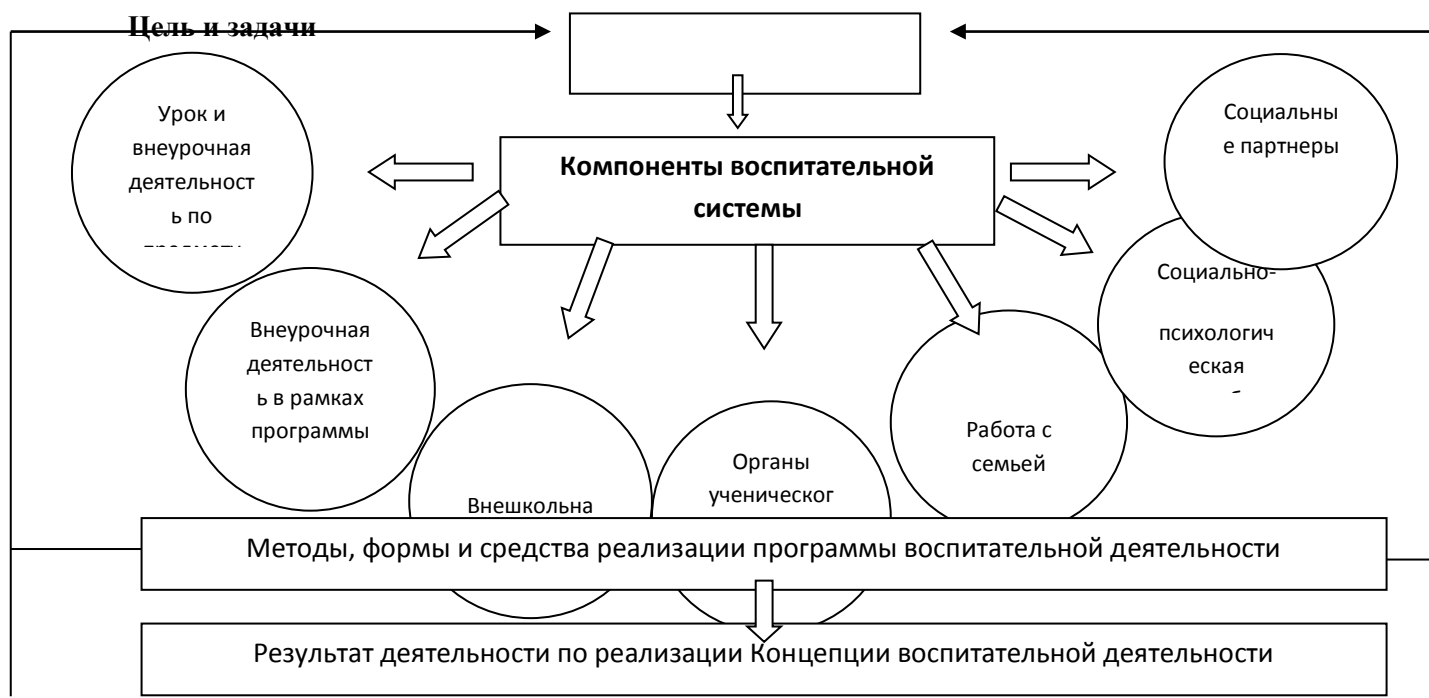 Цель и задачи
Компоненты воспитательной
системы
Урок и
внеурочная
деятельност
ь по
Социальны
е партнеры
Внеурочная
деятельност
ь в рамках
программы
Социально-
психологич
еская
Внешкольна
Органы
ученическог
Работа с
семьей
Методы, формы и средства реализации программы воспитательной деятельности
Результат деятельности по реализации Концепции воспитательной деятельности